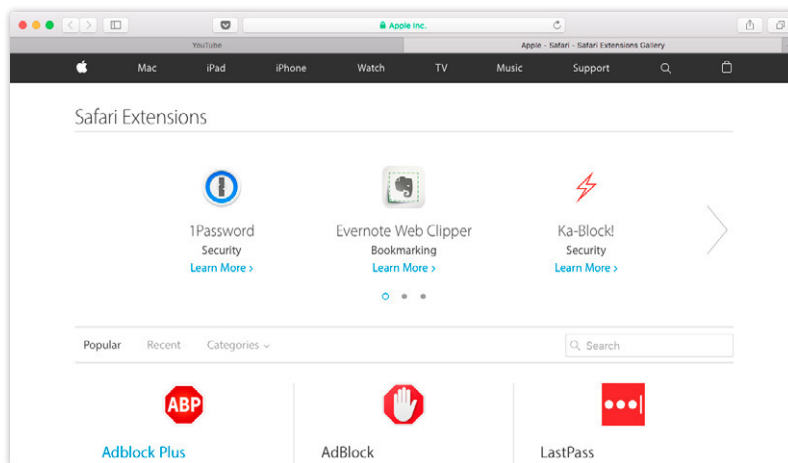 Apple Inc.
YouTube
Apple - Safari - Safari Extensions Gallery
Mac iPad iPhone Watch TV Music Support
Safari Extensions
1Password Evernote Web Clipper Ka-Block!
Security Bookmarking Security
Learn More › Learn More › Learn More ›
Popular Recent Categories Search
ABP
Adblock Plus AdBlock LastPass